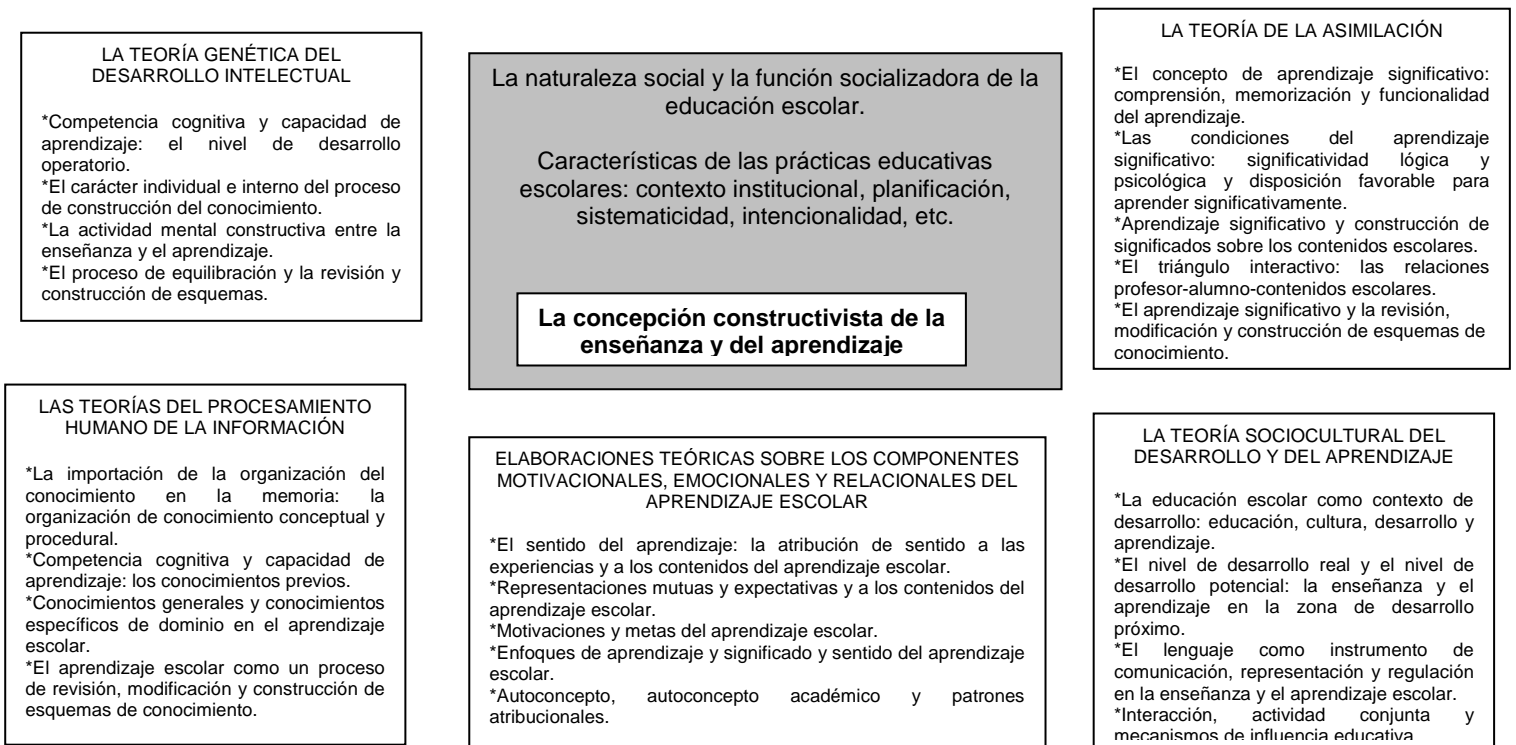 LA TEORÍA GENÉTICA DEL
DESARROLLO INTELECTUAL
*Competencia cognitiva y capacidad de
aprendizaje: el nivel de desarrollo
operatorio.
*El carácter individual e interno del proceso
de construcción del conocimiento.
*La actividad mental constructiva entre la
enseñanza y el aprendizaje.
*El proceso de equilibración y la revisión y
construcción de esquemas.
La naturaleza social y la función socializadora de la
educación escolar.
Características de las prácticas educativas
escolares: contexto institucional, planificación,
sistematicidad, intencionalidad, etc.
La concepción constructivista de la
enseñanza y del aprendizaje
LA TEORÍA DE LA ASIMILACIÓN
*El concepto de aprendizaje significativo:
comprensión, memorización y funcionalidad
del aprendizaje.
*Las condiciones del aprendizaje
significativo: significatividad lógica y
psicológica y disposición favorable para
aprender significativamente.
*Aprendizaje significativo y construcción de
significados sobre los contenidos escolares.
*El triángulo interactivo: las relaciones
profesor-alumno-contenidos escolares.
*El aprendizaje significativo y la revisión,
modificación y construcción de esquemas de
conocimiento.
LAS TEORÍAS DEL PROCESAMIENTO
HUMANO DE LA INFORMACIÓN
*La importación de la organización del
conocimiento en la memoria: la
organización de conocimiento conceptual y
procedural.
*Competencia cognitiva y capacidad de
aprendizaje: los conocimientos previos.
*Conocimientos generales y conocimientos
específicos de dominio en el aprendizaje
escolar.
*El aprendizaje escolar como un proceso
de revisión, modificación y construcción de
esquemas de conocimiento.
ELABORACIONES TEÓRICAS SOBRE LOS COMPONENTES
MOTIVACIONALES, EMOCIONALES Y RELACIONALES DEL
APRENDIZAJE ESCOLAR
*El sentido del aprendizaje: la atribución de sentido a las
experiencias y a los contenidos del aprendizaje escolar.
*Representaciones mutuas y expectativas y a los contenidos del
aprendizaje escolar.
*Motivaciones y metas del aprendizaje escolar.
*Enfoques de aprendizaje y significado y sentido del aprendizaje
escolar.
*Autoconcepto, autoconcepto académico y patrones
atribucionales.
LA TEORÍA SOCIOCULTURAL DEL
DESARROLLO Y DEL APRENDIZAJE
*La educación escolar como contexto de
desarrollo: educación, cultura, desarrollo y
aprendizaje.
*El nivel de desarrollo real y el nivel de
desarrollo potencial: la enseñanza y el
aprendizaje en la zona de desarrollo
próximo.
*El lenguaje como instrumento de
comunicación, representación y regulación
en la enseñanza y el aprendizaje escolar.
*Interacción, actividad conjunta y
mecanismos de influencia educativa